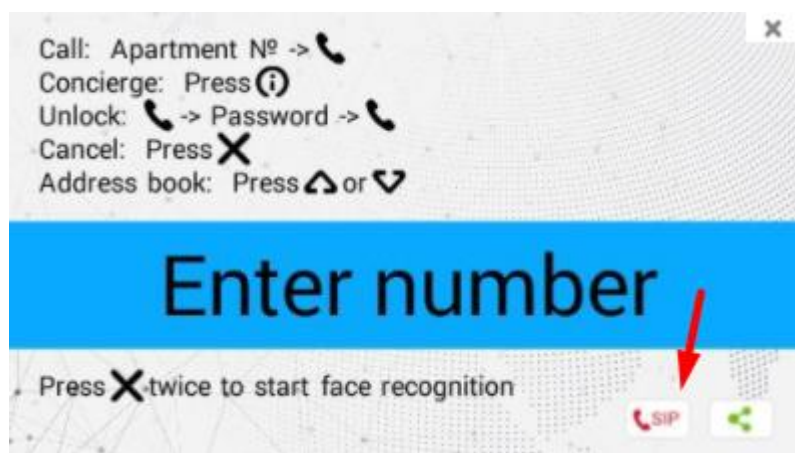 Call: Apartment Nº ->
Concierge: Press
Unlock: -> Password ->
Cancel: Press
Address book: Press or
Enter number
Press twice to start face recognition
SIP